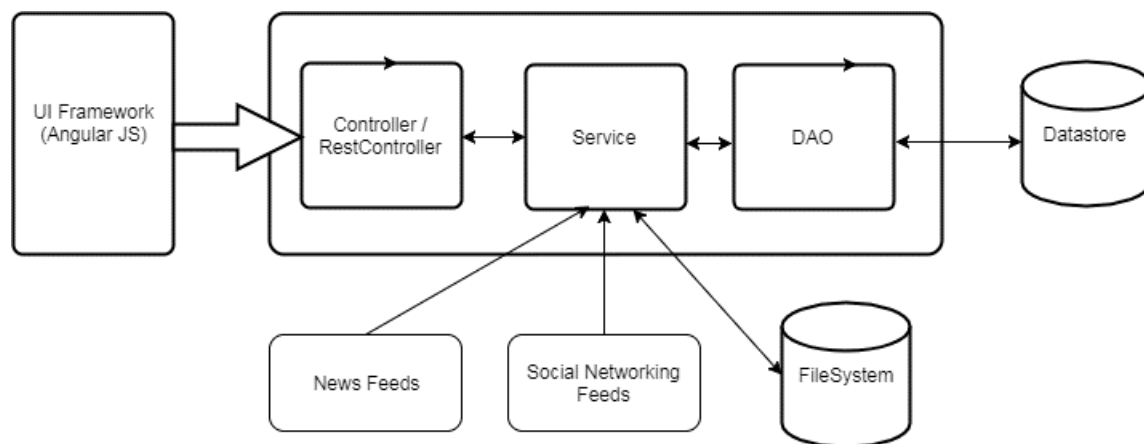 UI Framework
(Angular JS)
Controller /
RestController
Service
DAO
Datastore
News Feeds
Social Networking
Feeds
FileSystem